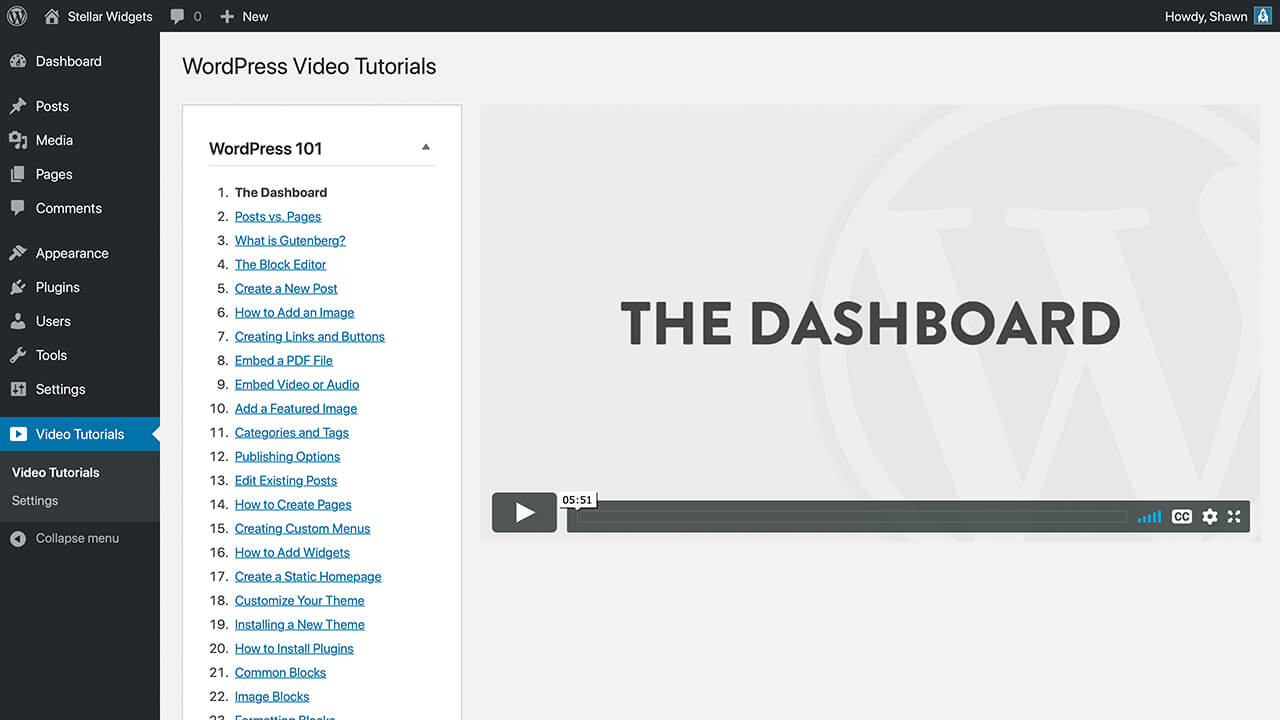 Stellar Widgets 0 New Howdy, Shawn
Dashboard
Posts
Media
Pages
Comments
Appearance
Plugins
Users
Tools
Settings
Video Tutorials
Video Tutorials
Settings
Collapse menu
WordPress Video Tutorials
WordPress 101
1. The Dashboard
2. Posts vs. Pages
3. What is Gutenberg?
4. The Block Editor
5. Create a New Post
6. How to Add an Image
7. Creating Links and Buttons
8. Embed a PDF File
9. Embed Video or Audio
10. Add a Featured Image
11. Categories and Tags
12. Publishing Options
13. Edit Existing Posts
14. How to Create Pages
15. Creating Custom Menus
16. How to Add Widgets
17. Create a Static Homepage
18. Customize Your Theme
19. Installing a New Theme
20. How to Install Plugins
21. Common Blocks
22. Image Blocks
23. Formatting Blocks
THE DASHBOARD
05:51
CC